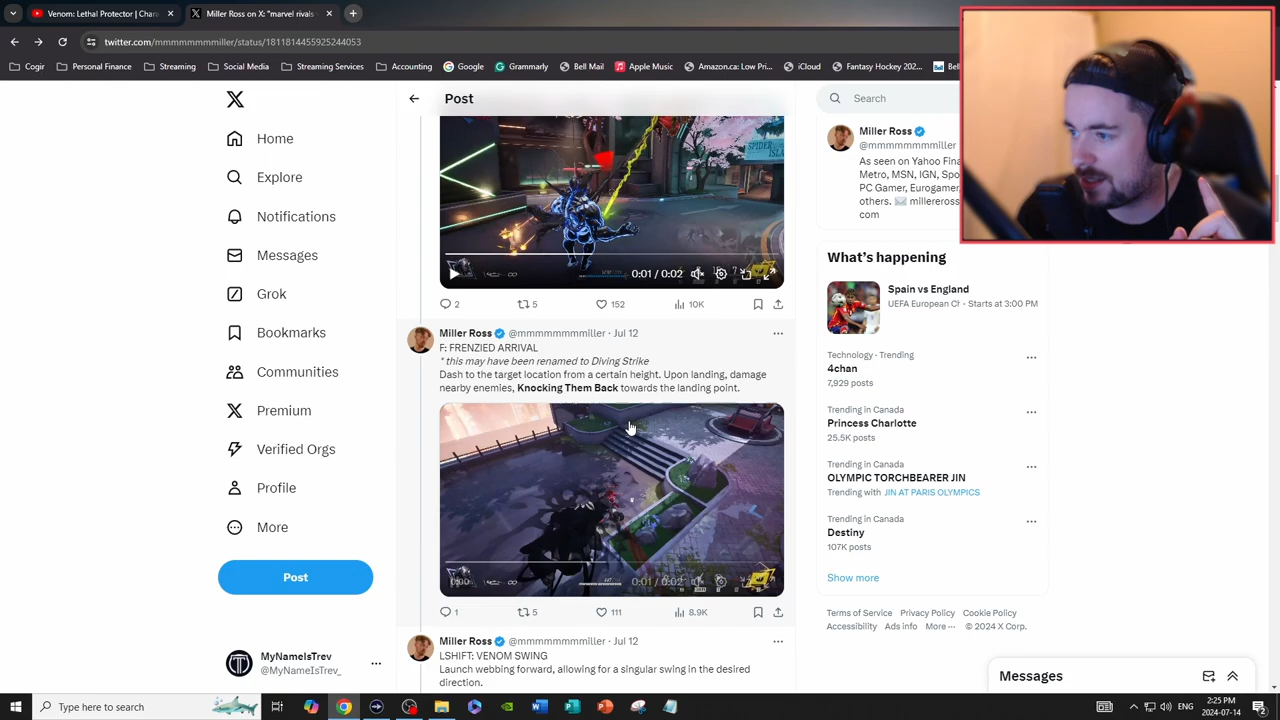 Venom: Lethal Protector | Chara
Miller Ross on X: "marvel rivals
twitter.com/mmmmmmmiller/status/1811814455925244053
Cogir
Personal Finance
Streaming
Social Media
Streaming Services
Accounting
Google
Grammarly
Bell Mail
Apple Music
Amazon.ca: Low Pri...
iCloud
Fantasy Hockey 202...
Home
Explore
Notifications
Messages
Grok
Bookmarks
Communities
Premium
Verified Orgs
Profile
More
Post
MyNameIsTrev
@MyNameIsTrev_
Post
SPIDER
0:01 / 0:02
2
5
152
10K
Miller Ross @mmmmmmmiller · Jul 12
F: FRENZIED ARRIVAL
* this may have been renamed to Diving Strike
Dash to the target location from a certain height. Upon landing, damage
nearby enemies, Knocking Them Back towards the landing point.
0:01 / 0:02
1
5
111
8.9K
Miller Ross @mmmmmmmiller · Jul 12
LSHIFT: VENOM SWING
Launch webbing forward, allowing for a singular swing in the desired
direction.
Search
Miller Ross
@mmmmmmmiller
As seen on Yahoo Fina
Metro, MSN, IGN, Spo
PC Gamer, Eurogamer,
others. millereross
com
What's happening
Spain vs England
UEFA European Cʰ · Starts at 3:00 PM
Technology · Trending
4chan
7,929 posts
Trending in Canada
Princess Charlotte
25.5K posts
Trending in Canada
OLYMPIC TORCHBEARER JIN
Trending with JIN AT PARIS OLYMPICS
Trending in Canada
Destiny
107K posts
Show more
Terms of Service Privacy Policy Cookie Policy
Accessibility Ads info More ··· © 2024 X Corp.
Messages
Type here to search
ENG
2:25 PM
2024-07-14
2